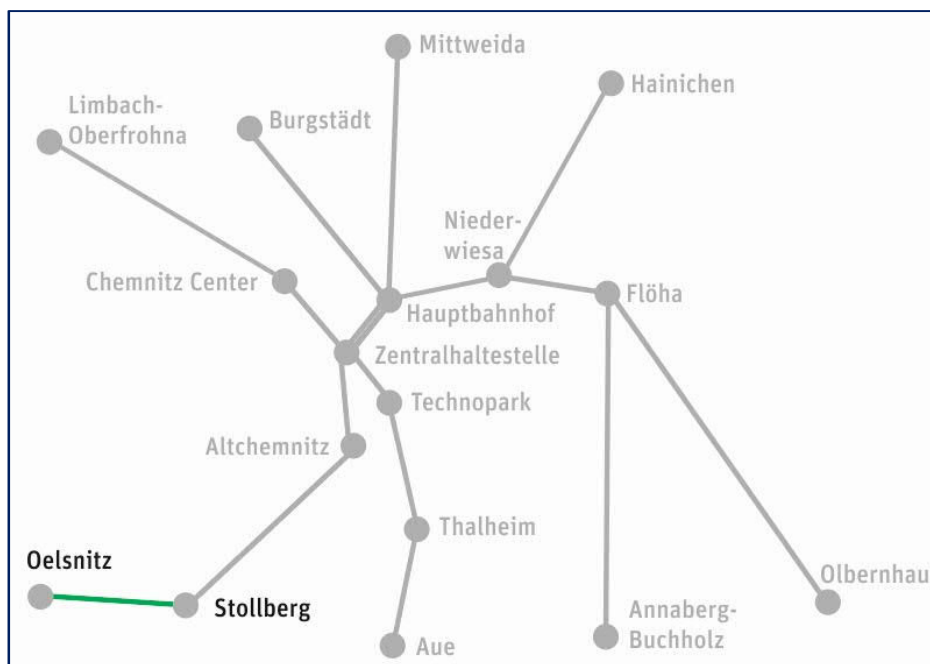 Mittweida
Hainichen
Limbach-
Oberfrohna
Burgstädt
Nieder-
wiesa
Chemnitz Center
Flöha
Hauptbahnhof
Zentralhaltestelle
Technopark
Altchemnitz
Thalheim
Oelsnitz
Olbernhau
Stollberg
Annaberg-
Buchholz
Aue